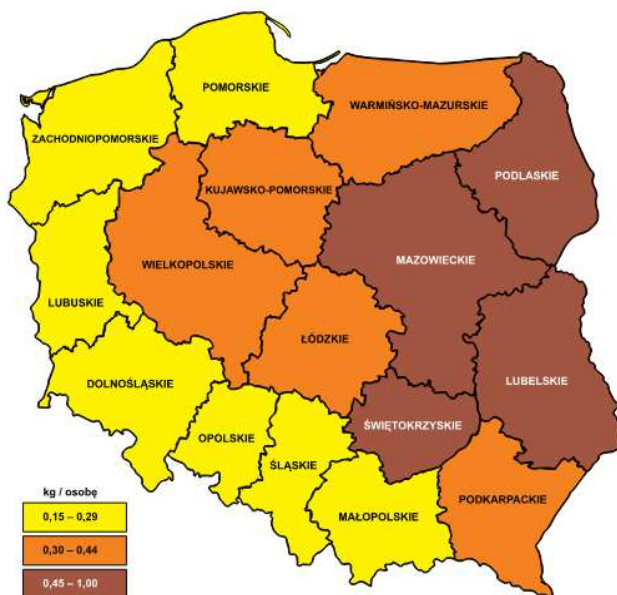 POMORSKIE
WARMIŃSKO-MAZURSKIE
ZACHODNIOPOMORSKIE
PODLASKIE
KUJAWSKO-POMORSKIE
MAZOWIECKIE
WIELKOPOLSKIE
LUBUSKIE
ŁÓDZKIE
DOLNOŚLĄSKIE
LUBELSKIE
ŚWIĘTOKRZYSKIE
OPOLSKIE
ŚLĄSKIE
PODKARPACKIE
MAŁOPOLSKIE
kg / osobę
0,15 – 0,29
0,30 – 0,44
0,45 – 1,00